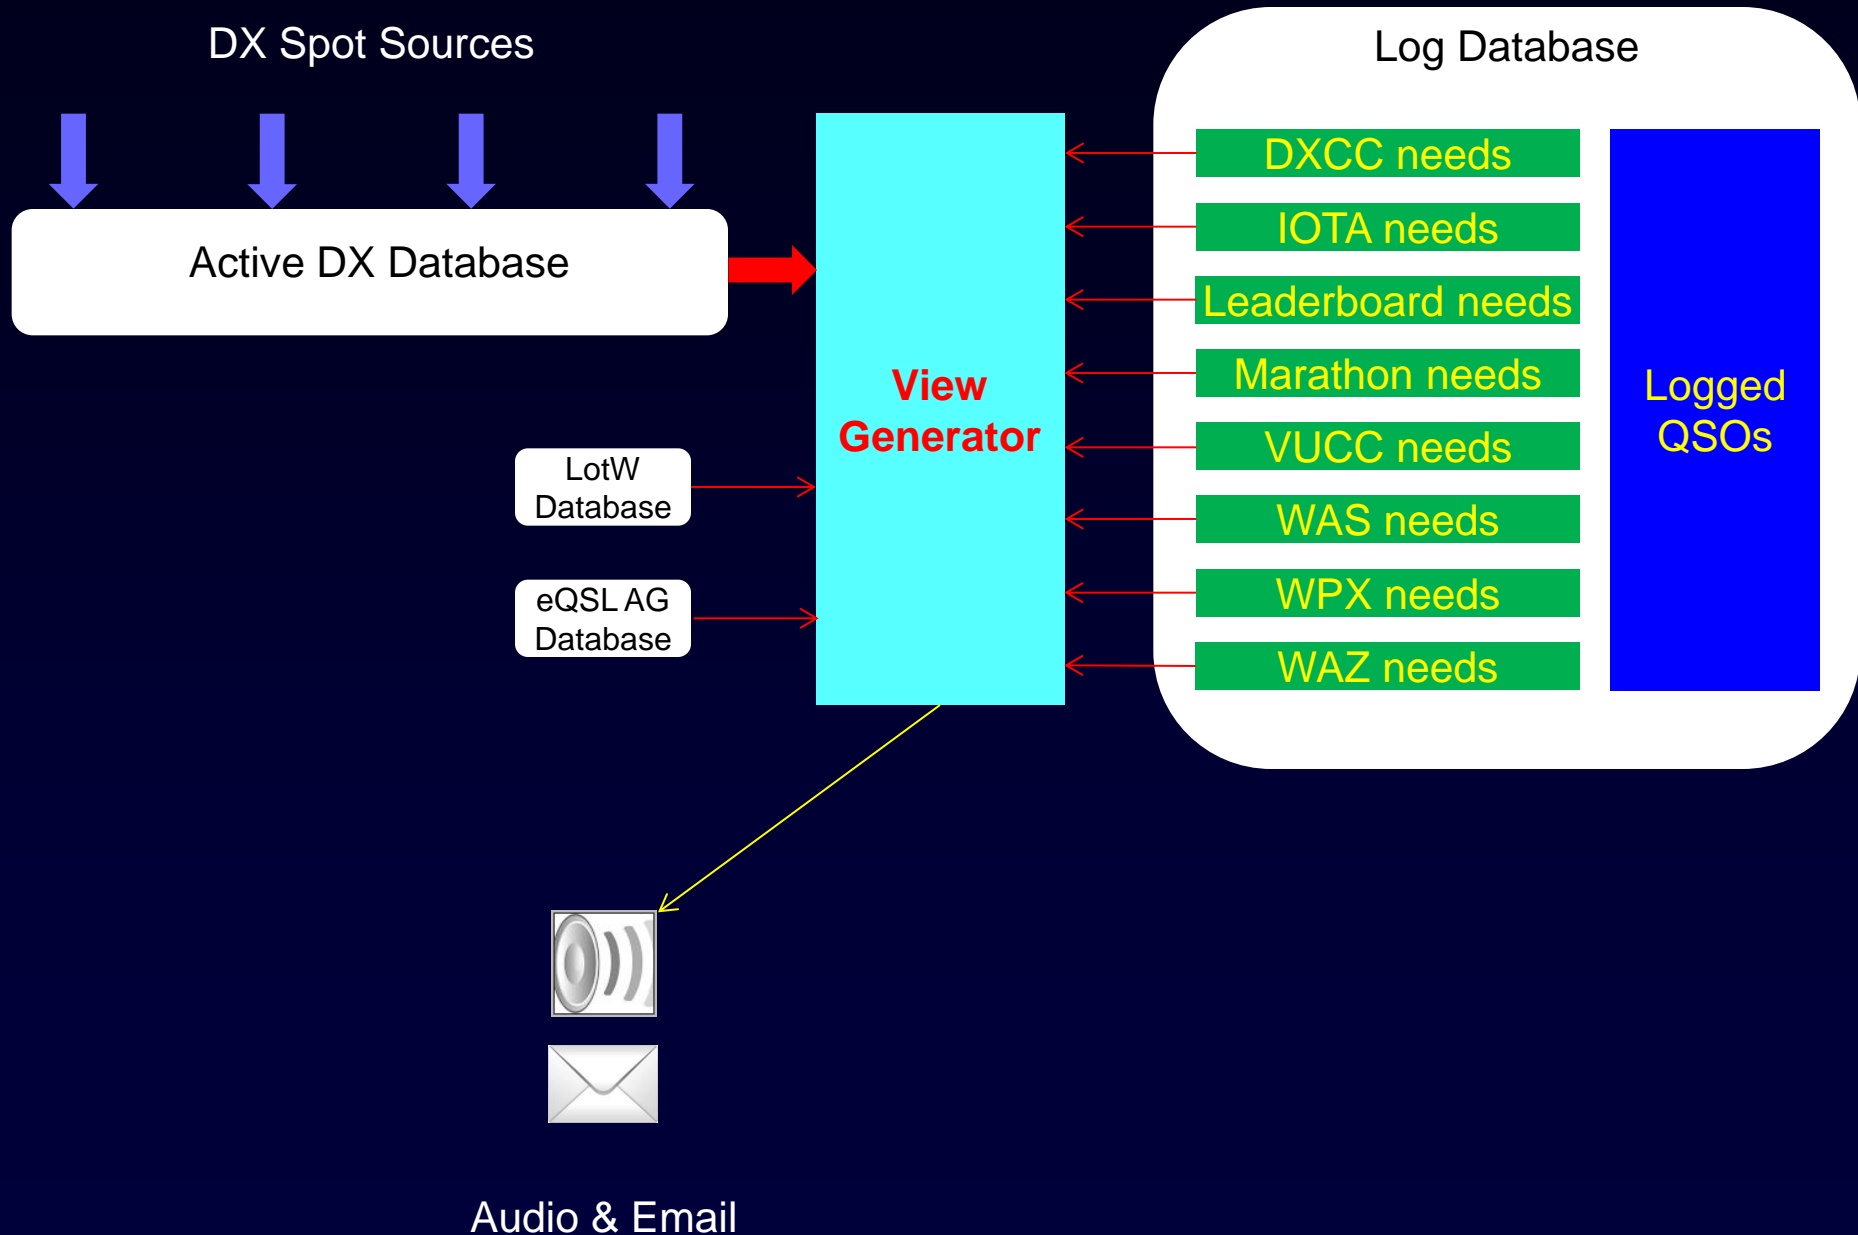 DX Spot Sources
Active DX Database
LotW
Database
eQSL AG
Database
View
Generator
Log Database
DXCC needs
IOTA needs
Leaderboard needs
Marathon needs
VUCC needs
WAS needs
WPX needs
WAZ needs
Logged
QSOs
Audio & Email